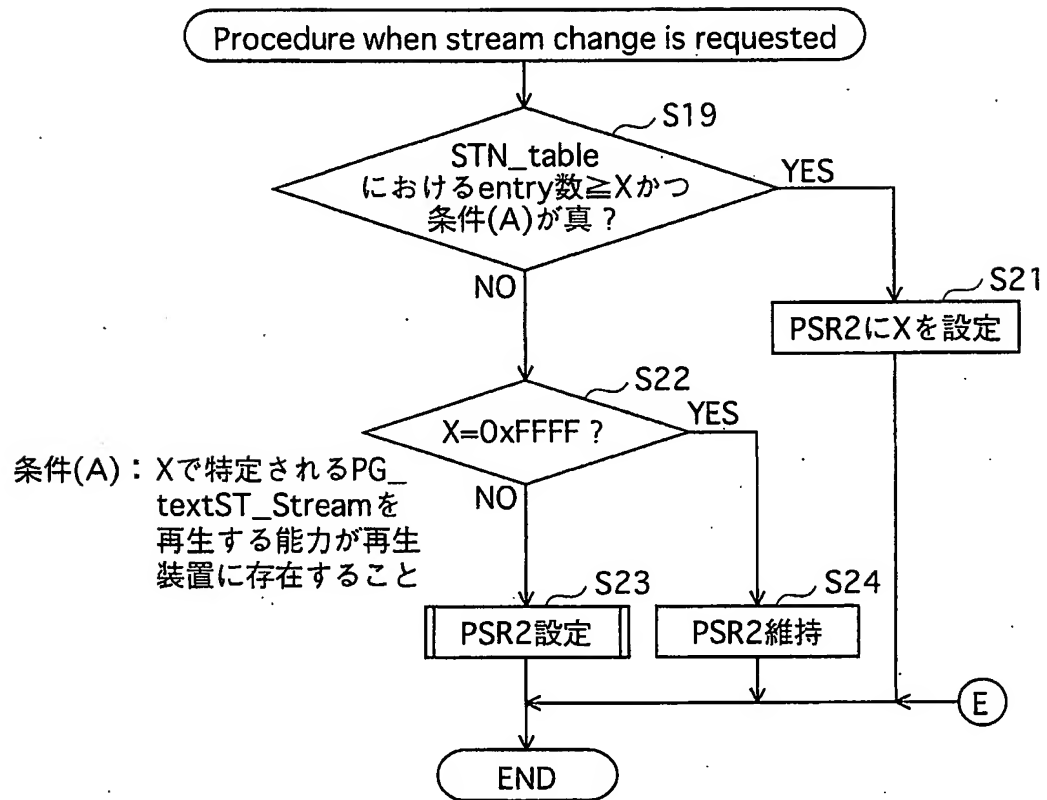 Procedure when stream change is requested
S19
STN_table
におけるentry数≧Xかつ
条件(A)が真？
YES
NO
S21
PSR2にXを設定
S22
X=0xFFFF？
YES
NO
条件(A)：Xで特定されるPG_
textST_Streamを
再生する能力が再生
装置に存在すること
S23
PSR2設定
S24
PSR2維持
E
END